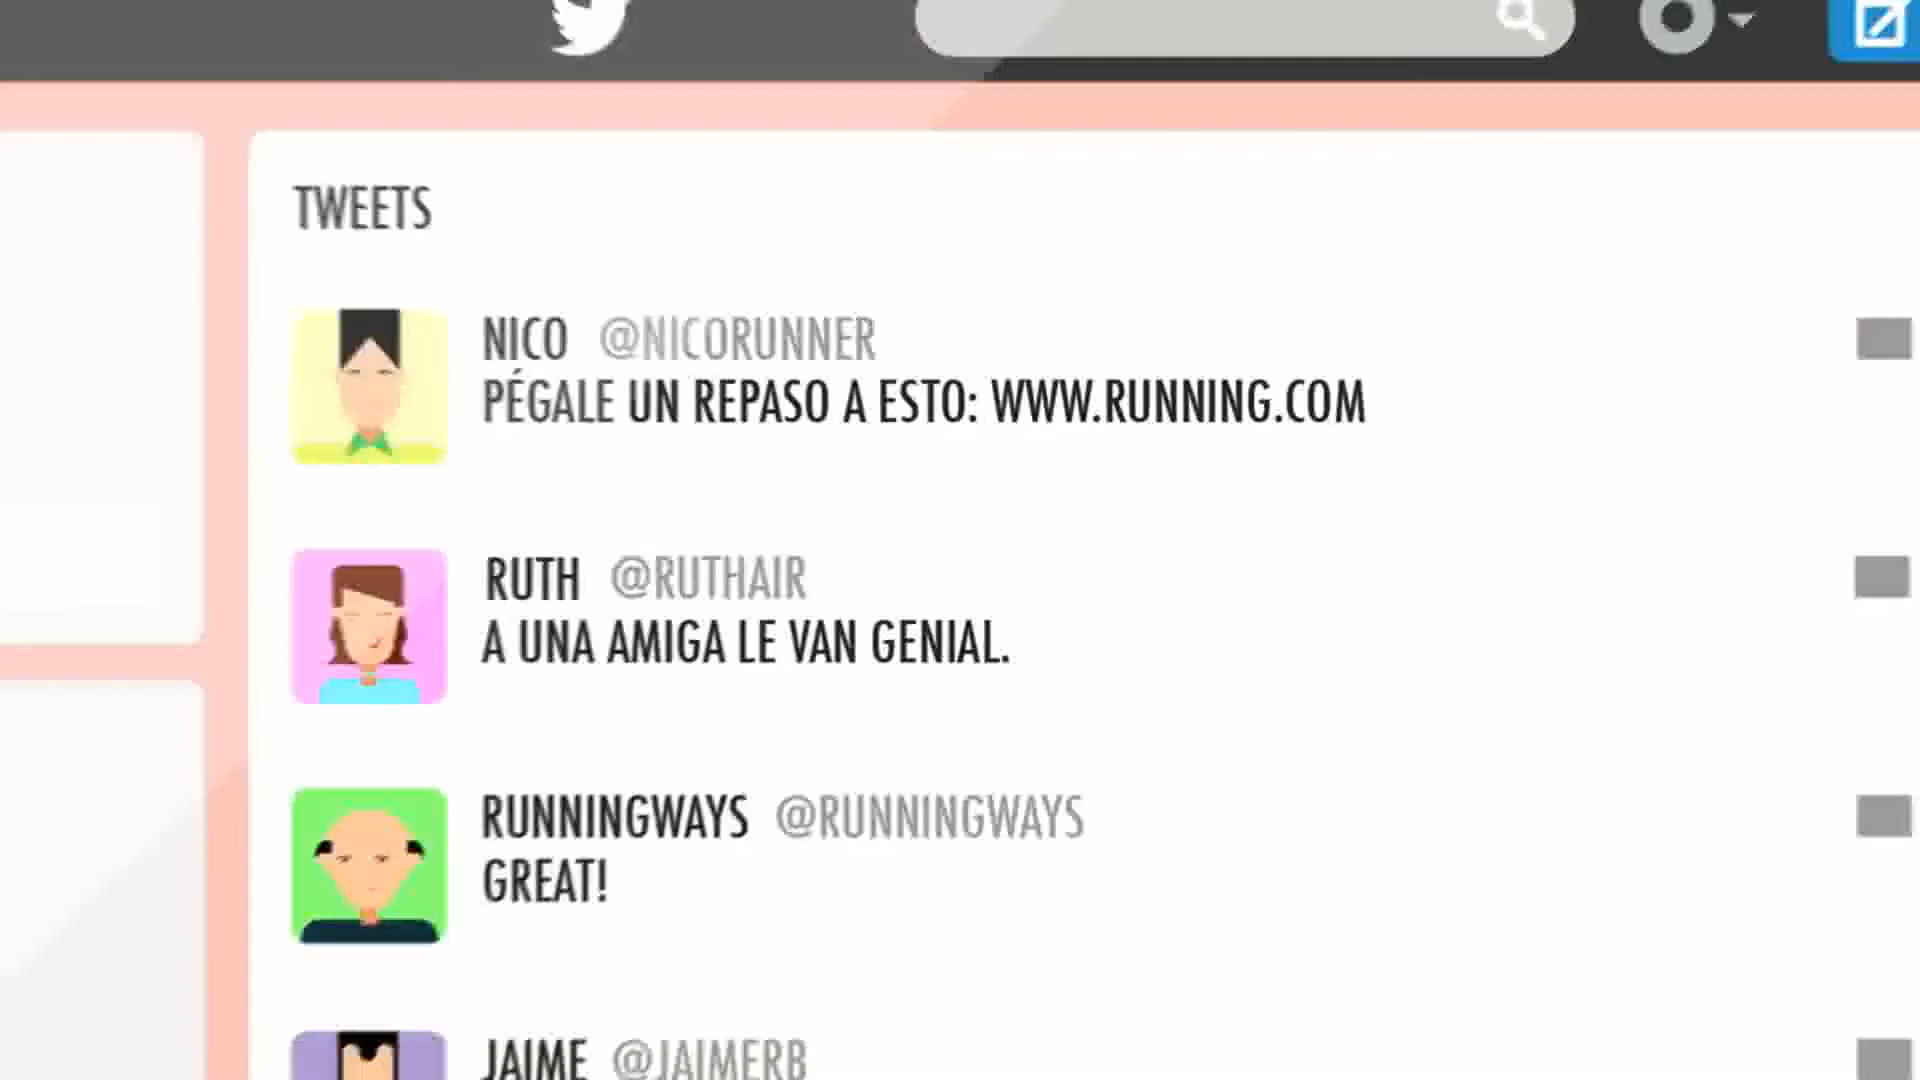 TWEETS
NICO @NICORUNNER
PÉGALE UN REPASO A ESTO: WWW.RUNNING.COM
RUTH @RUTHAIR
A UNA AMIGA LE VAN GENIAL.
RUNNINGWAYS @RUNNINGWAYS
GREAT!
JAIME @JAIMERB